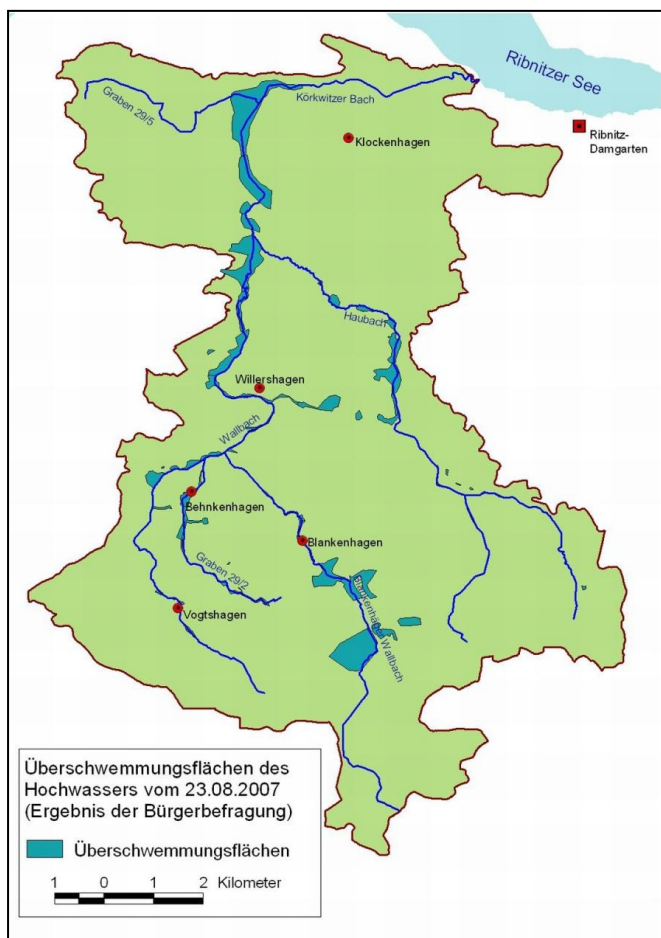 Ribnitzer See
Graben 29/5
Körkwitzer Bach
Ribnitz-
Damgarten
Klockenhagen
Haubach
Willershagen
Wallbach
Behnkenhagen
Blankenhagen
Graben 29/2
Blankenhäger Wallbach
Vogtshagen
Überschwemmungsflächen des
Hochwassers vom 23.08.2007
(Ergebnis der Bürgerbefragung)
Überschwemmungsflächen
1 0 1 2 Kilometer